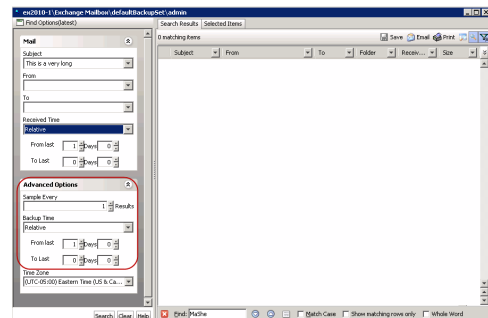 ex2010-1\Exchange Mailbox\defaultBackupSet\admin
Find Options(latest)
Search Results Selected Items
Mail
0 matching items
Save Email Print
Subject From To Folder Receiv... Size
Subject
This is a very long
From
To
Received Time
Relative
From last 1 Days 0
To Last 0 Days 0
Advanced Options
Sample Every
1 Results
Backup Time
Relative
From last 1 Days 0
To Last 0 Days 0
Time Zone
(UTC-05:00) Eastern Time (US & Ca...
Search Clear Help
Find: MaShe Match Case Show matching rows only Whole Word